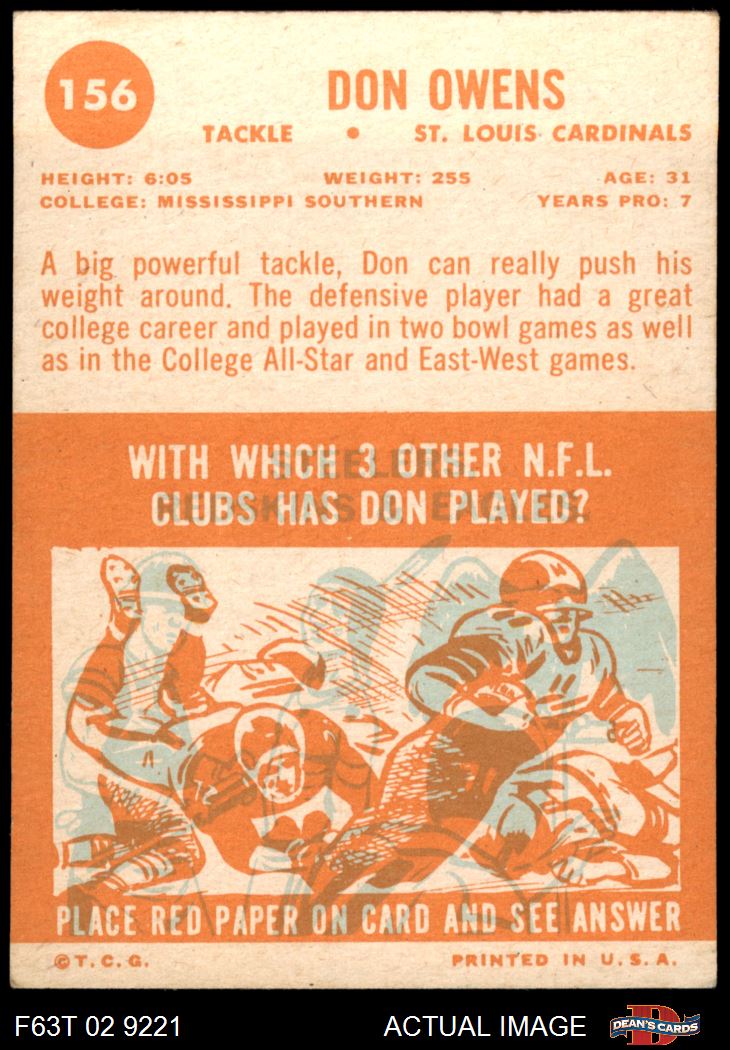 156
DON OWENS
TACKLE • ST. LOUIS CARDINALS
HEIGHT: 6:05 WEIGHT: 255 AGE: 31
COLLEGE: MISSISSIPPI SOUTHERN YEARS PRO: 7
A big powerful tackle, Don can really push his
weight around. The defensive player had a great
college career and played in two bowl games as well
as in the College All-Star and East-West games.
WITH WHICH 3 OTHER N.F.L.
CLUBS HAS DON PLAYED?
STEELERS,
REDSKINS & EAGLES.
PLACE RED PAPER ON CARD AND SEE ANSWER
© T.C.G. PRINTED IN U.S.A.
F63T 02 9221 ACTUAL IMAGE DEAN'S CARDS